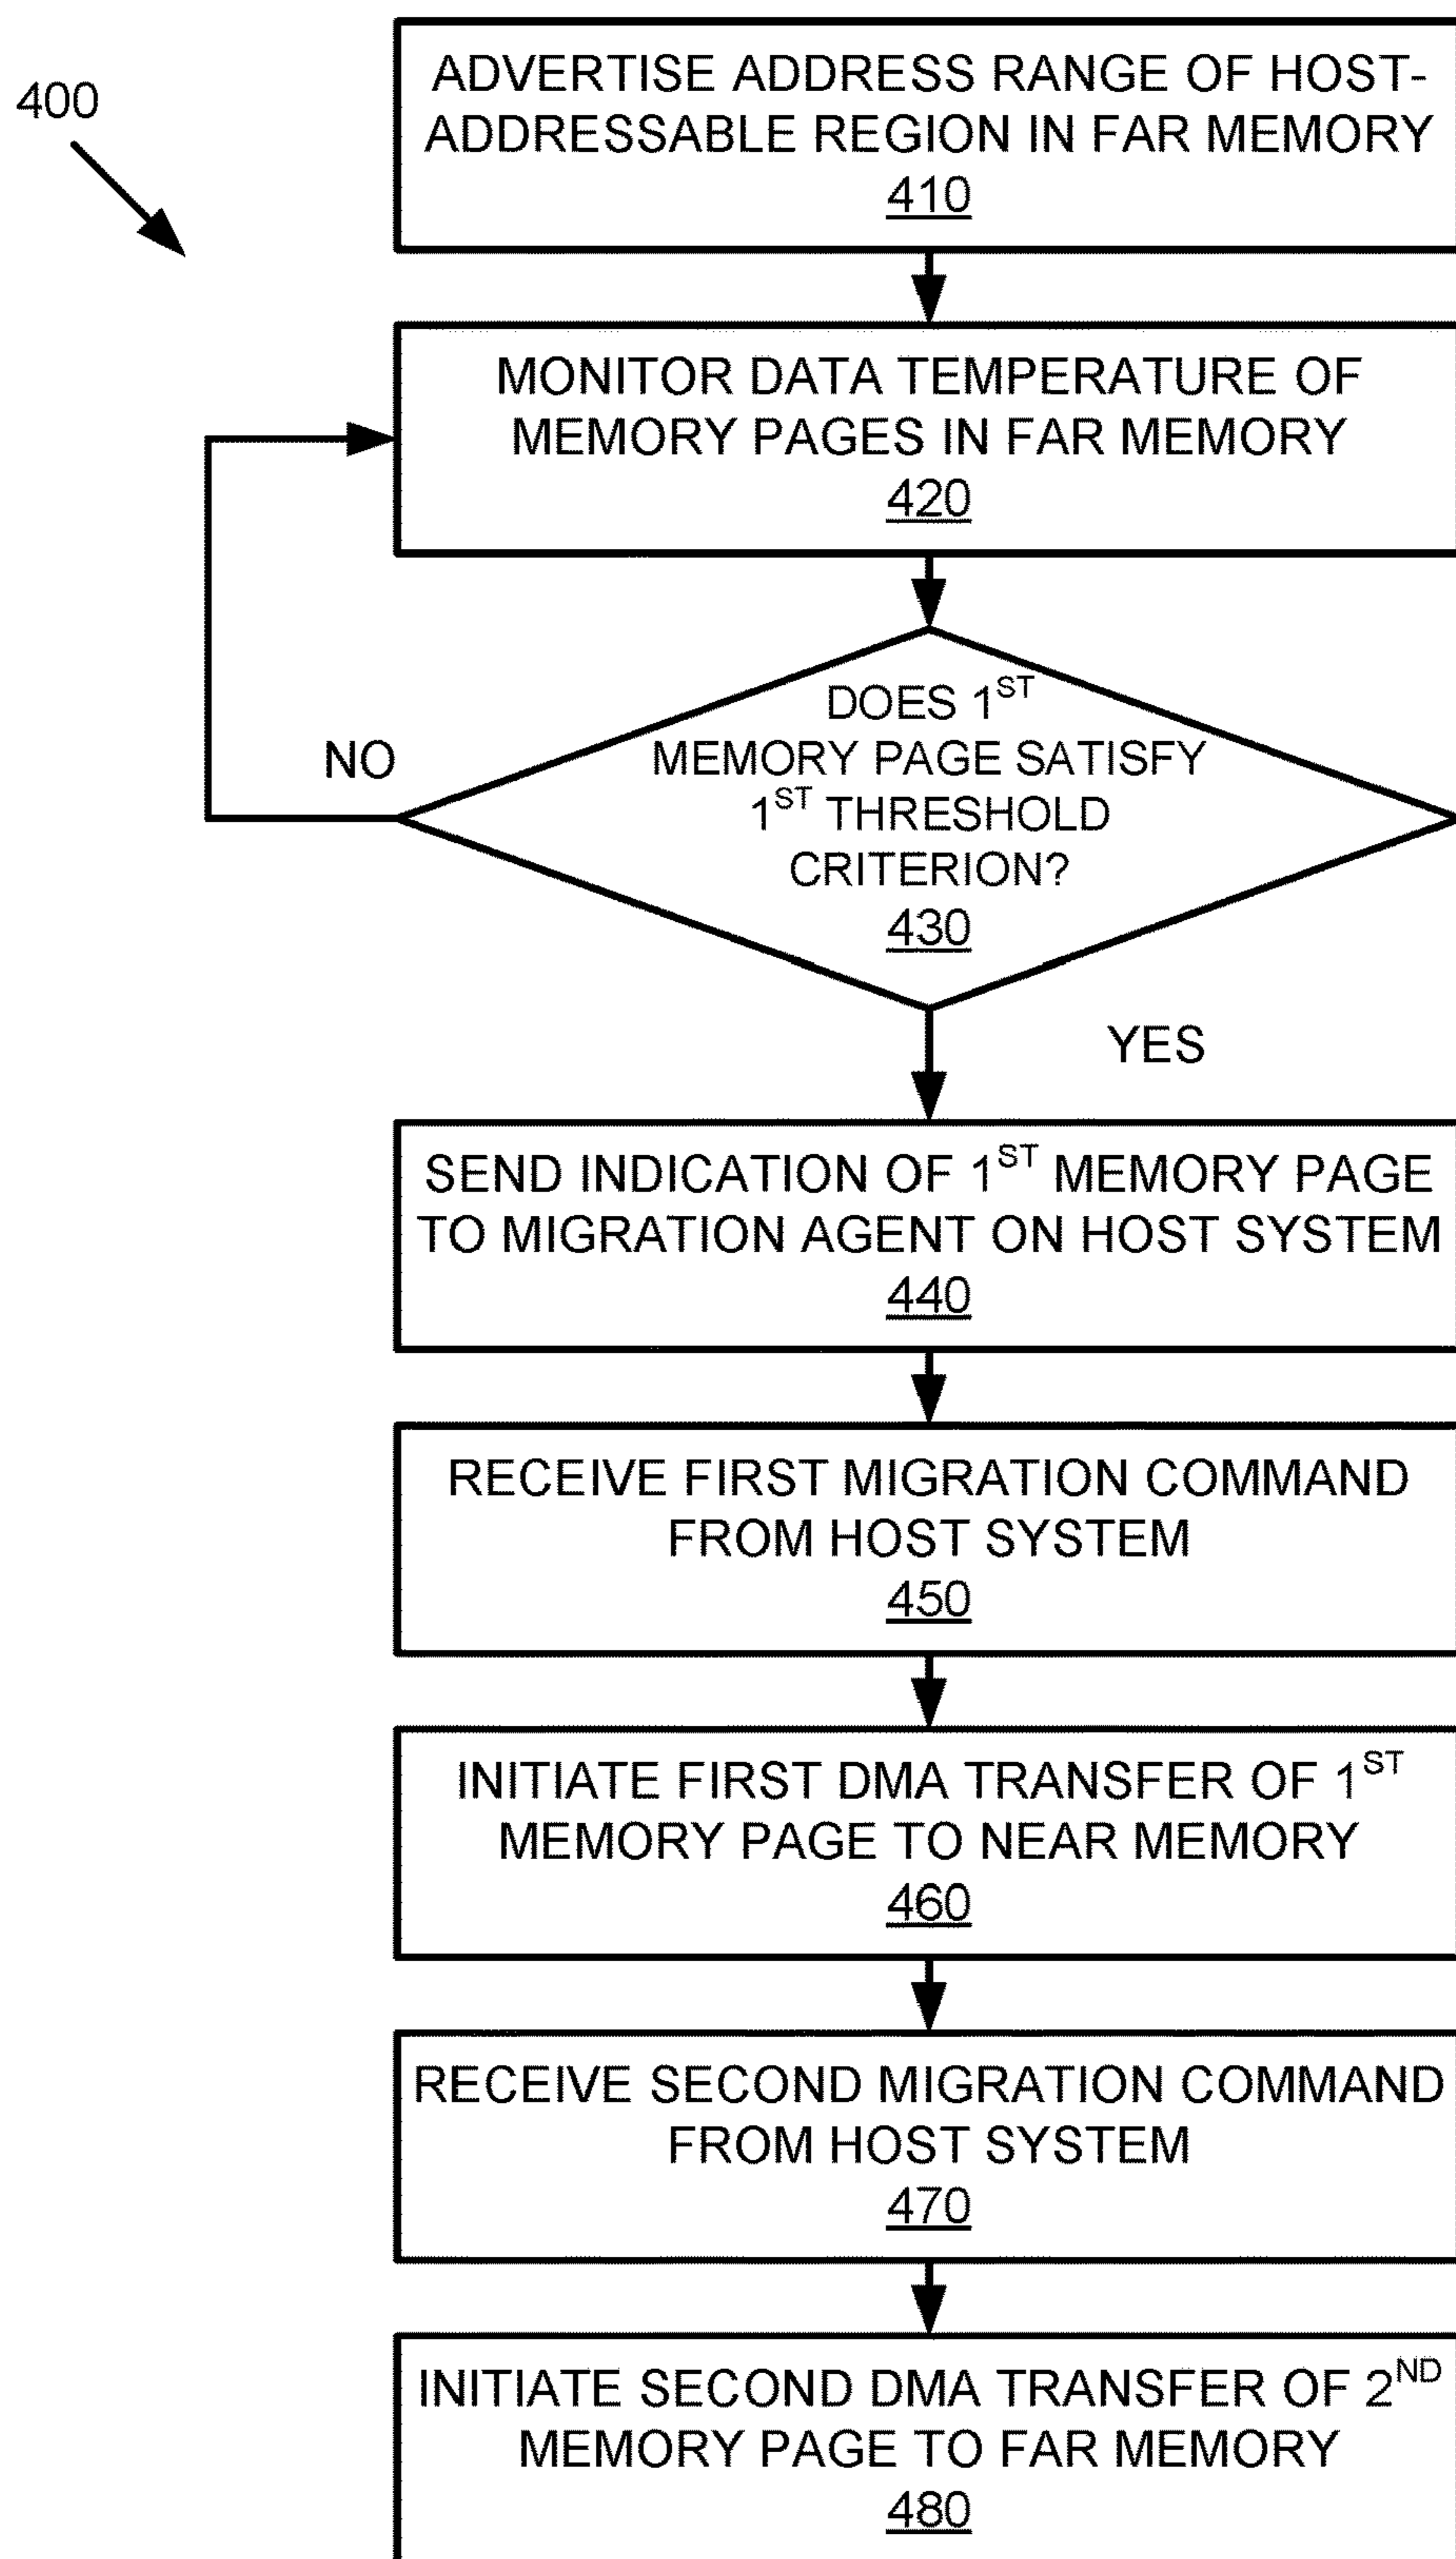 400
ADVERTISE ADDRESS RANGE OF HOST-
ADDRESSABLE REGION IN FAR MEMORY
410
MONITOR DATA TEMPERATURE OF
MEMORY PAGES IN FAR MEMORY
420
DOES 1ST
MEMORY PAGE SATISFY
1ST THRESHOLD
CRITERION?
430
NO
YES
SEND INDICATION OF 1ST MEMORY PAGE
TO MIGRATION AGENT ON HOST SYSTEM
440
RECEIVE FIRST MIGRATION COMMAND
FROM HOST SYSTEM
450
INITIATE FIRST DMA TRANSFER OF 1ST
MEMORY PAGE TO NEAR MEMORY
460
RECEIVE SECOND MIGRATION COMMAND
FROM HOST SYSTEM
470
INITIATE SECOND DMA TRANSFER OF 2ND
MEMORY PAGE TO FAR MEMORY
480